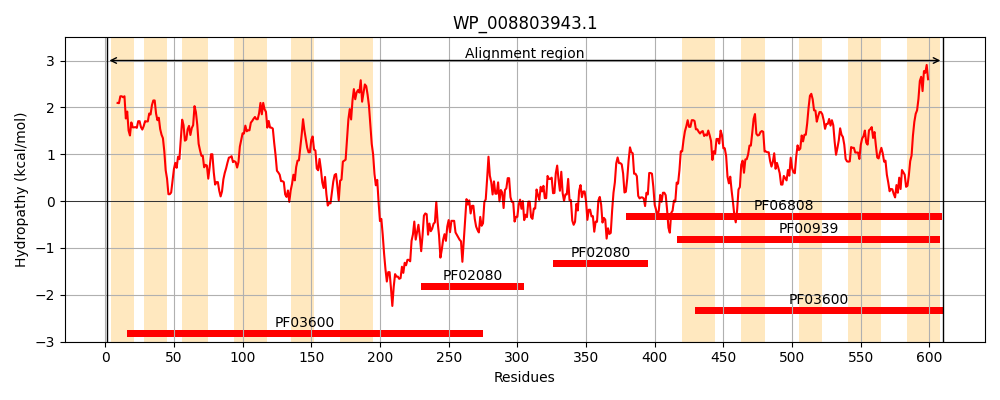 WP_008803943.1
Hydropathy (kcal/mol)
3
2
1
0
−1
−2
−3
Alignment region
PF06808
PF00939
PF02080
PF02080
PF03600
PF03600
0 50 100 150 200 250 300 350 400 450 500 550 600
Residues